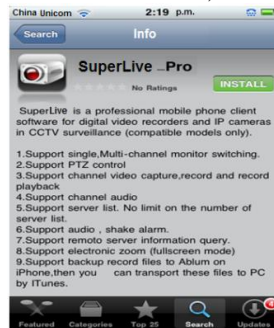 China Unicom 2:19 p.m.
Search Info
SuperLive Pro
No Ratings INSTALL
SuperLive is a professional mobile phone client
software for digital video recorders and IP cameras
in CCTV surveillance (compatible models only).
1.Support single,Multi-channel monitor switching.
2.Support PTZ control
3.Support channel video capture,record and record
playback
4.Support channel audio
5.Support server list. No limit on the number of
server list.
6.Support audio , shake alarm.
7.Support remoto server information query.
8.Support electronic zoom (fullscreen mode)
9.Support backup record files to Ablum on
iPhone,then you can transport these files to PC
by ITunes.
Featured Categories Top 25 Search Updates